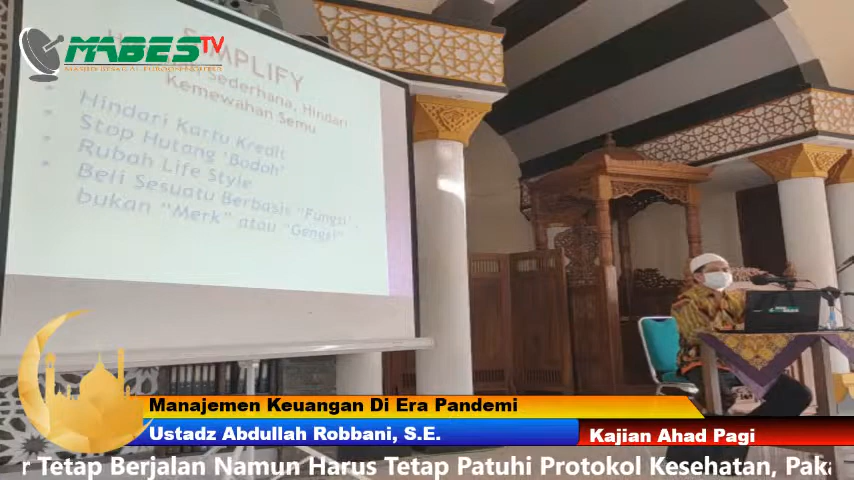 MABESTV
SIMPLIFY
Sederhana, Hindari
Kemewahan Semu
Hindari Kartu Kredit
Stop Hutang "Bodoh"
Rubah Life Style
Beli Sesuatu Berbasis "Fungsi",
bukan "Merk" atau "Gengsi"
Manajemen Keuangan Di Era Pandemi
Ustadz Abdullah Robbani, S.E.
Kajian Ahad Pagi
r Tetap Berjalan Namun Harus Tetap Patuhi Protokol Kesehatan, Paka